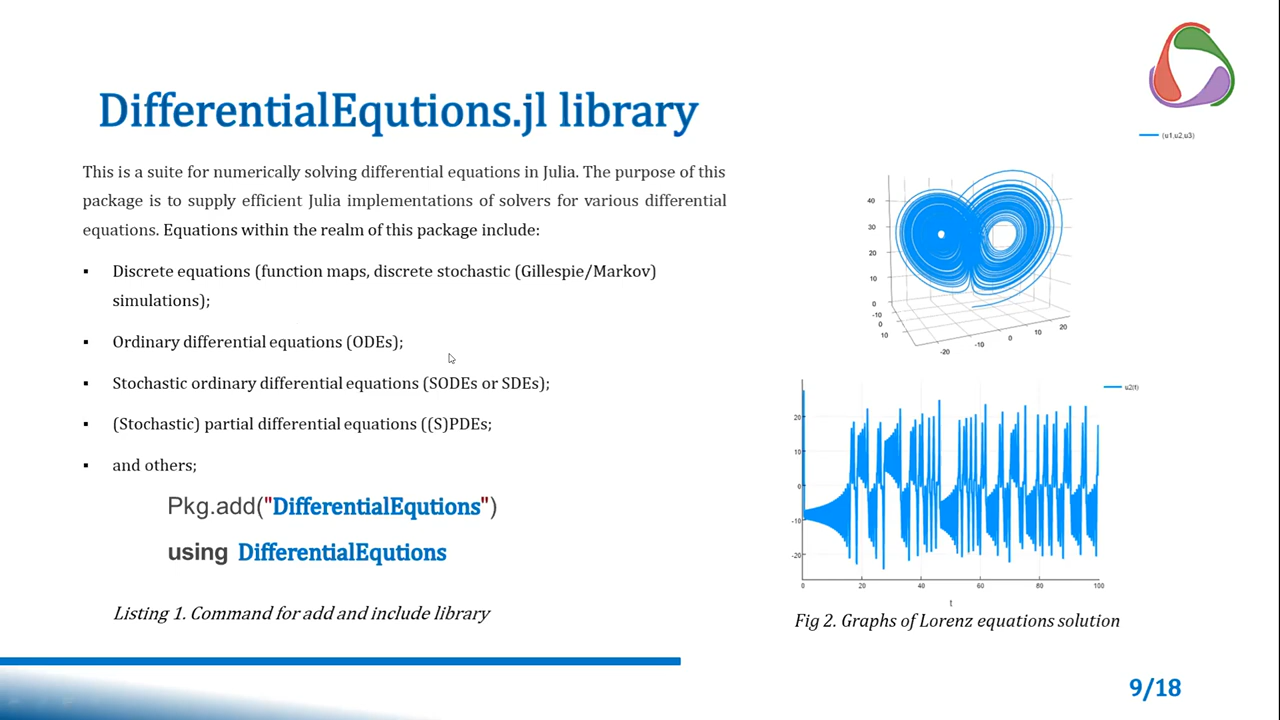 DifferentialEqutions.jl library
This is a suite for numerically solving differential equations in Julia. The purpose of this
package is to supply efficient Julia implementations of solvers for various differential
equations. Equations within the realm of this package include:
▪ Discrete equations (function maps, discrete stochastic (Gillespie/Markov)
simulations);
▪ Ordinary differential equations (ODEs);
▪ Stochastic ordinary differential equations (SODEs or SDEs);
▪ (Stochastic) partial differential equations ((S)PDEs;
▪ and others;
Pkg.add("DifferentialEqutions")
using DifferentialEqutions
Listing 1. Command for add and include library
(u1,u2,u3)
40
30
20
10
0
-10
0
10
-20
-10
0
10
20
u2(t)
20
10
0
-10
-20
0
20
40
60
80
100
t
Fig 2. Graphs of Lorenz equations solution
9/18